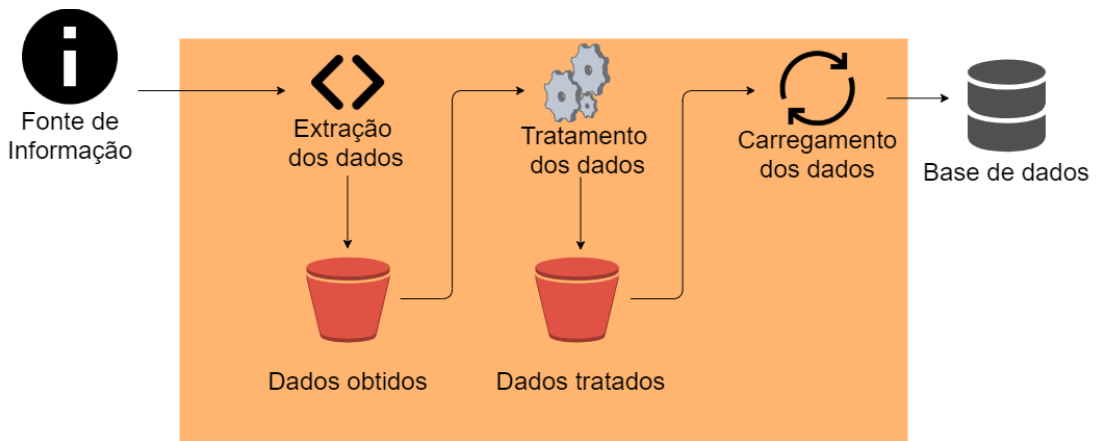 Fonte de
Informação
Extração
dos dados
Tratamento
dos dados
Carregamento
dos dados
Base de dados
Dados obtidos
Dados tratados